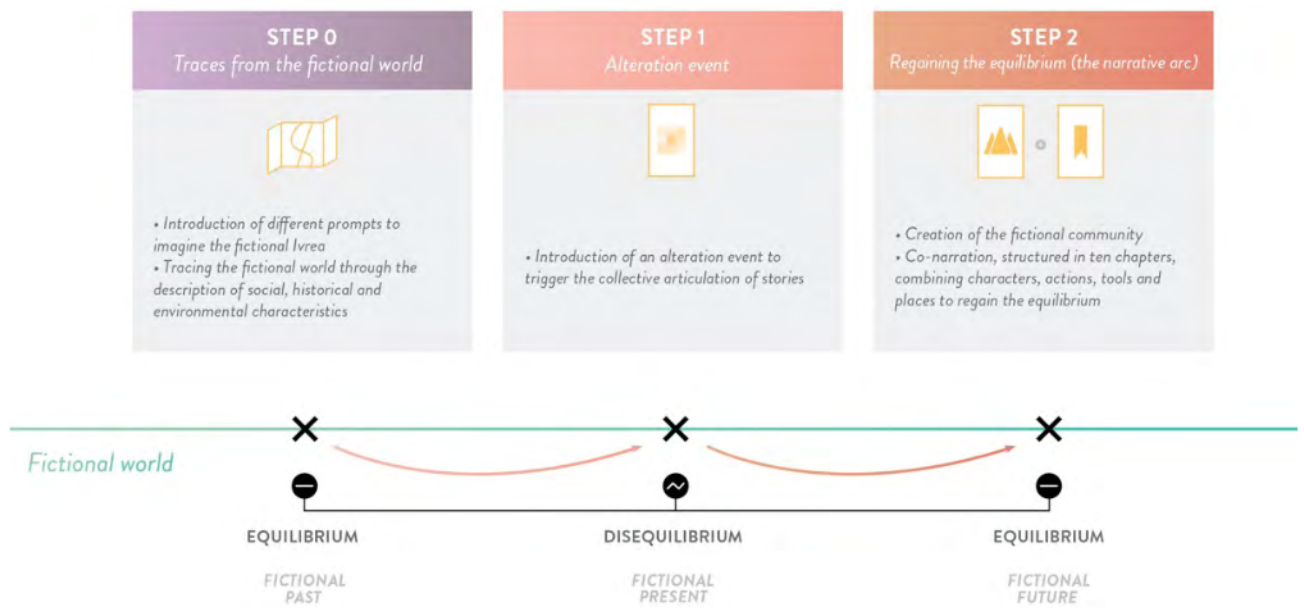 STEP 0
Traces from the fictional world
• Introduction of different prompts to
imagine the fictional Ivrea
• Tracing the fictional world through the
description of social, historical and
environmental characteristics
STEP 1
Alteration event
• Introduction of an alteration event to
trigger the collective articulation of stories
STEP 2
Regaining the equilibrium (the narrative arc)
• Creation of the fictional community
• Co-narration, structured in ten chapters,
combining characters, actions, tools and
places to regain the equilibrium
Fictional world
EQUILIBRIUM
DISEQUILIBRIUM
EQUILIBRIUM
FICTIONAL
PAST
FICTIONAL
PRESENT
FICTIONAL
FUTURE